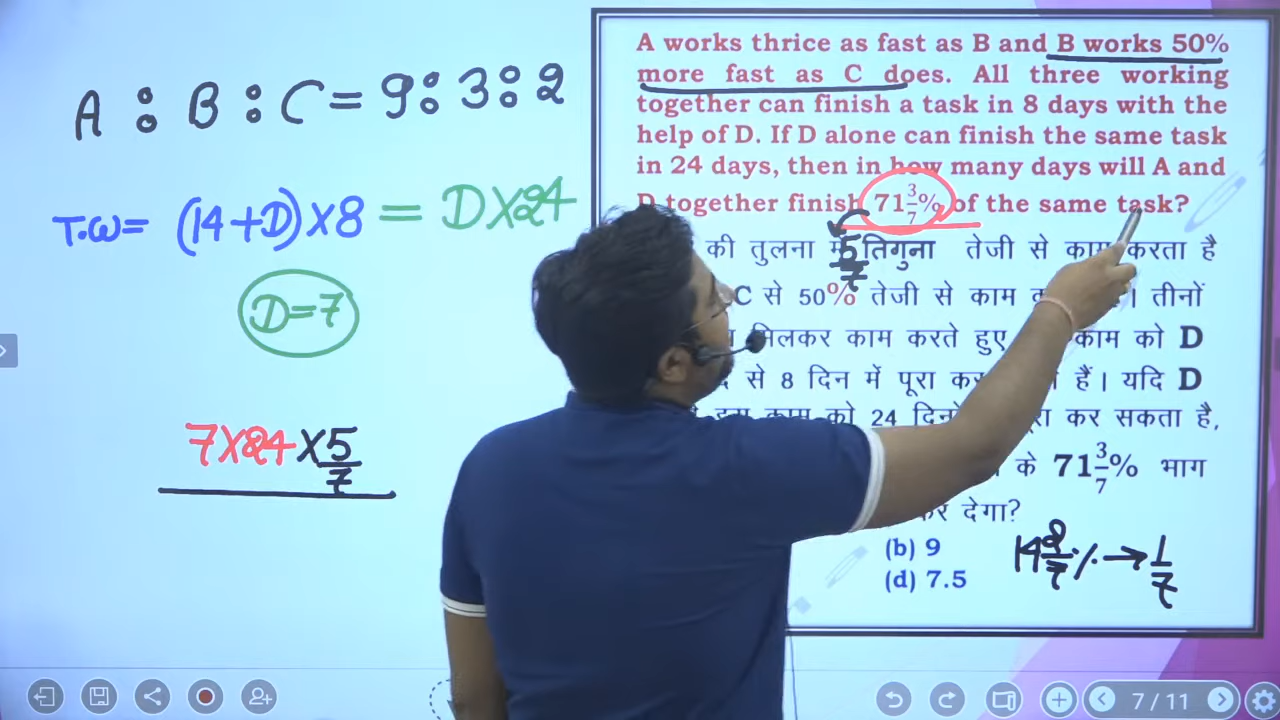 A : B : C = 9 : 3 : 2
T.W = (14+D)×8 = D×24
D=7
7×24×5/7
A works thrice as fast as B and B works 50%
more fast as C does. All three working
together can finish a task in 8 days with the
help of D. If D alone can finish the same task
in 24 days, then in how many days will A and
D together finish 71 3/7% of the same task?
5/7
की तुलना में तिगुना तेजी से काम करता है
C से 50% तेजी से काम है। तीनों
मिलकर काम करते हुए काम को D
से 8 दिन में पूरा कर हैं। यदि D
इस काम को 24 दिनों कर सकता है,
के 71 3/7% भाग
कर देगा?
(b) 9
(d) 7.5
14 2/7 % → 1/7
7 / 11